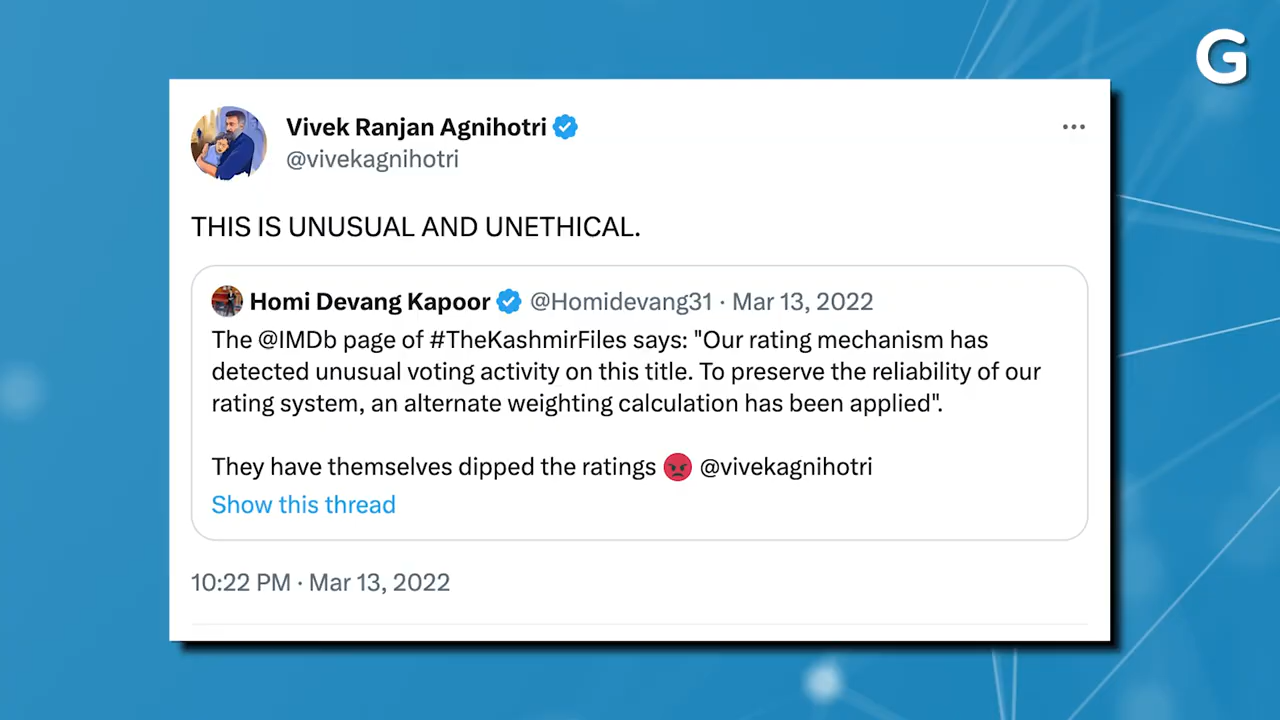 G
Vivek Ranjan Agnihotri
@vivekagnihotri
THIS IS UNUSUAL AND UNETHICAL.
Homi Devang Kapoor @Homidevang31 · Mar 13, 2022
The @IMDb page of #TheKashmirFiles says: "Our rating mechanism has
detected unusual voting activity on this title. To preserve the reliability of our
rating system, an alternate weighting calculation has been applied".
They have themselves dipped the ratings 😡 @vivekagnihotri
Show this thread
10:22 PM · Mar 13, 2022